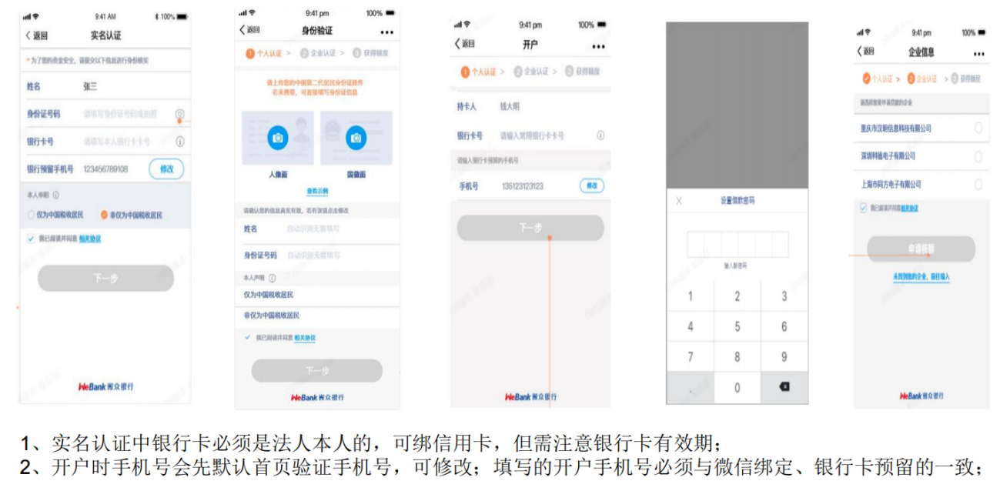 9:41 AM 100%
返回 实名认证
* 为了您的资金安全，请提交以下信息进行身份核实
姓名 张三
身份证号码 请填写身份证号码或拍照
银行卡号 请填写本人银行卡卡号
银行预留手机号 123456789108 修改
本人申明
仅为中国税收居民 非仅为中国税收居民
我已阅读并同意 相关协议
下一步
WeBank 微众银行
9:41 pm 100%
返回 身份验证
1 个人认证 > 2 企业认证 > 3 获得额度
请上传您的中国第二代居民身份证照件
若未携带，可直接填写身份证信息
人像面 国徽面
查看示例
请确认您的信息真实有效，若有误请点击修改
姓名 自动识别无需填写
身份证号码 自动识别无需填写
本人声明
仅为中国税收居民
非仅为中国税收居民
我已阅读并同意 相关协议
下一步
WeBank 微众银行
9:41 pm 100%
返回 开户
1 个人认证 > 2 企业认证 > 3 获得额度
持卡人 钱大明
银行卡号 请输入常用银行卡卡号
请输入银行卡预留的手机号
手机号 135123123123 修改
下一步
WeBank 微众银行
设置借款密码
输入新密码
1 2 3
4 5 6
7 8 9
. 0
9:41 pm 100%
返回 企业信息
个人认证 > 2 企业认证 > 3 获得额度
请选择您要申请贷款的企业
重庆市汉明信息科技有限公司
深圳科德电子有限公司
上海市同方电子有限公司
我已阅读并同意相关协议
申请核额
未找到您的企业，前往输入
WeBank 微众银行
1、实名认证中银行卡必须是法人本人的，可绑信用卡，但需注意银行卡有效期；
2、开户时手机号会先默认首页验证手机号，可修改；填写的开户手机号必须与微信绑定、银行卡预留的一致；